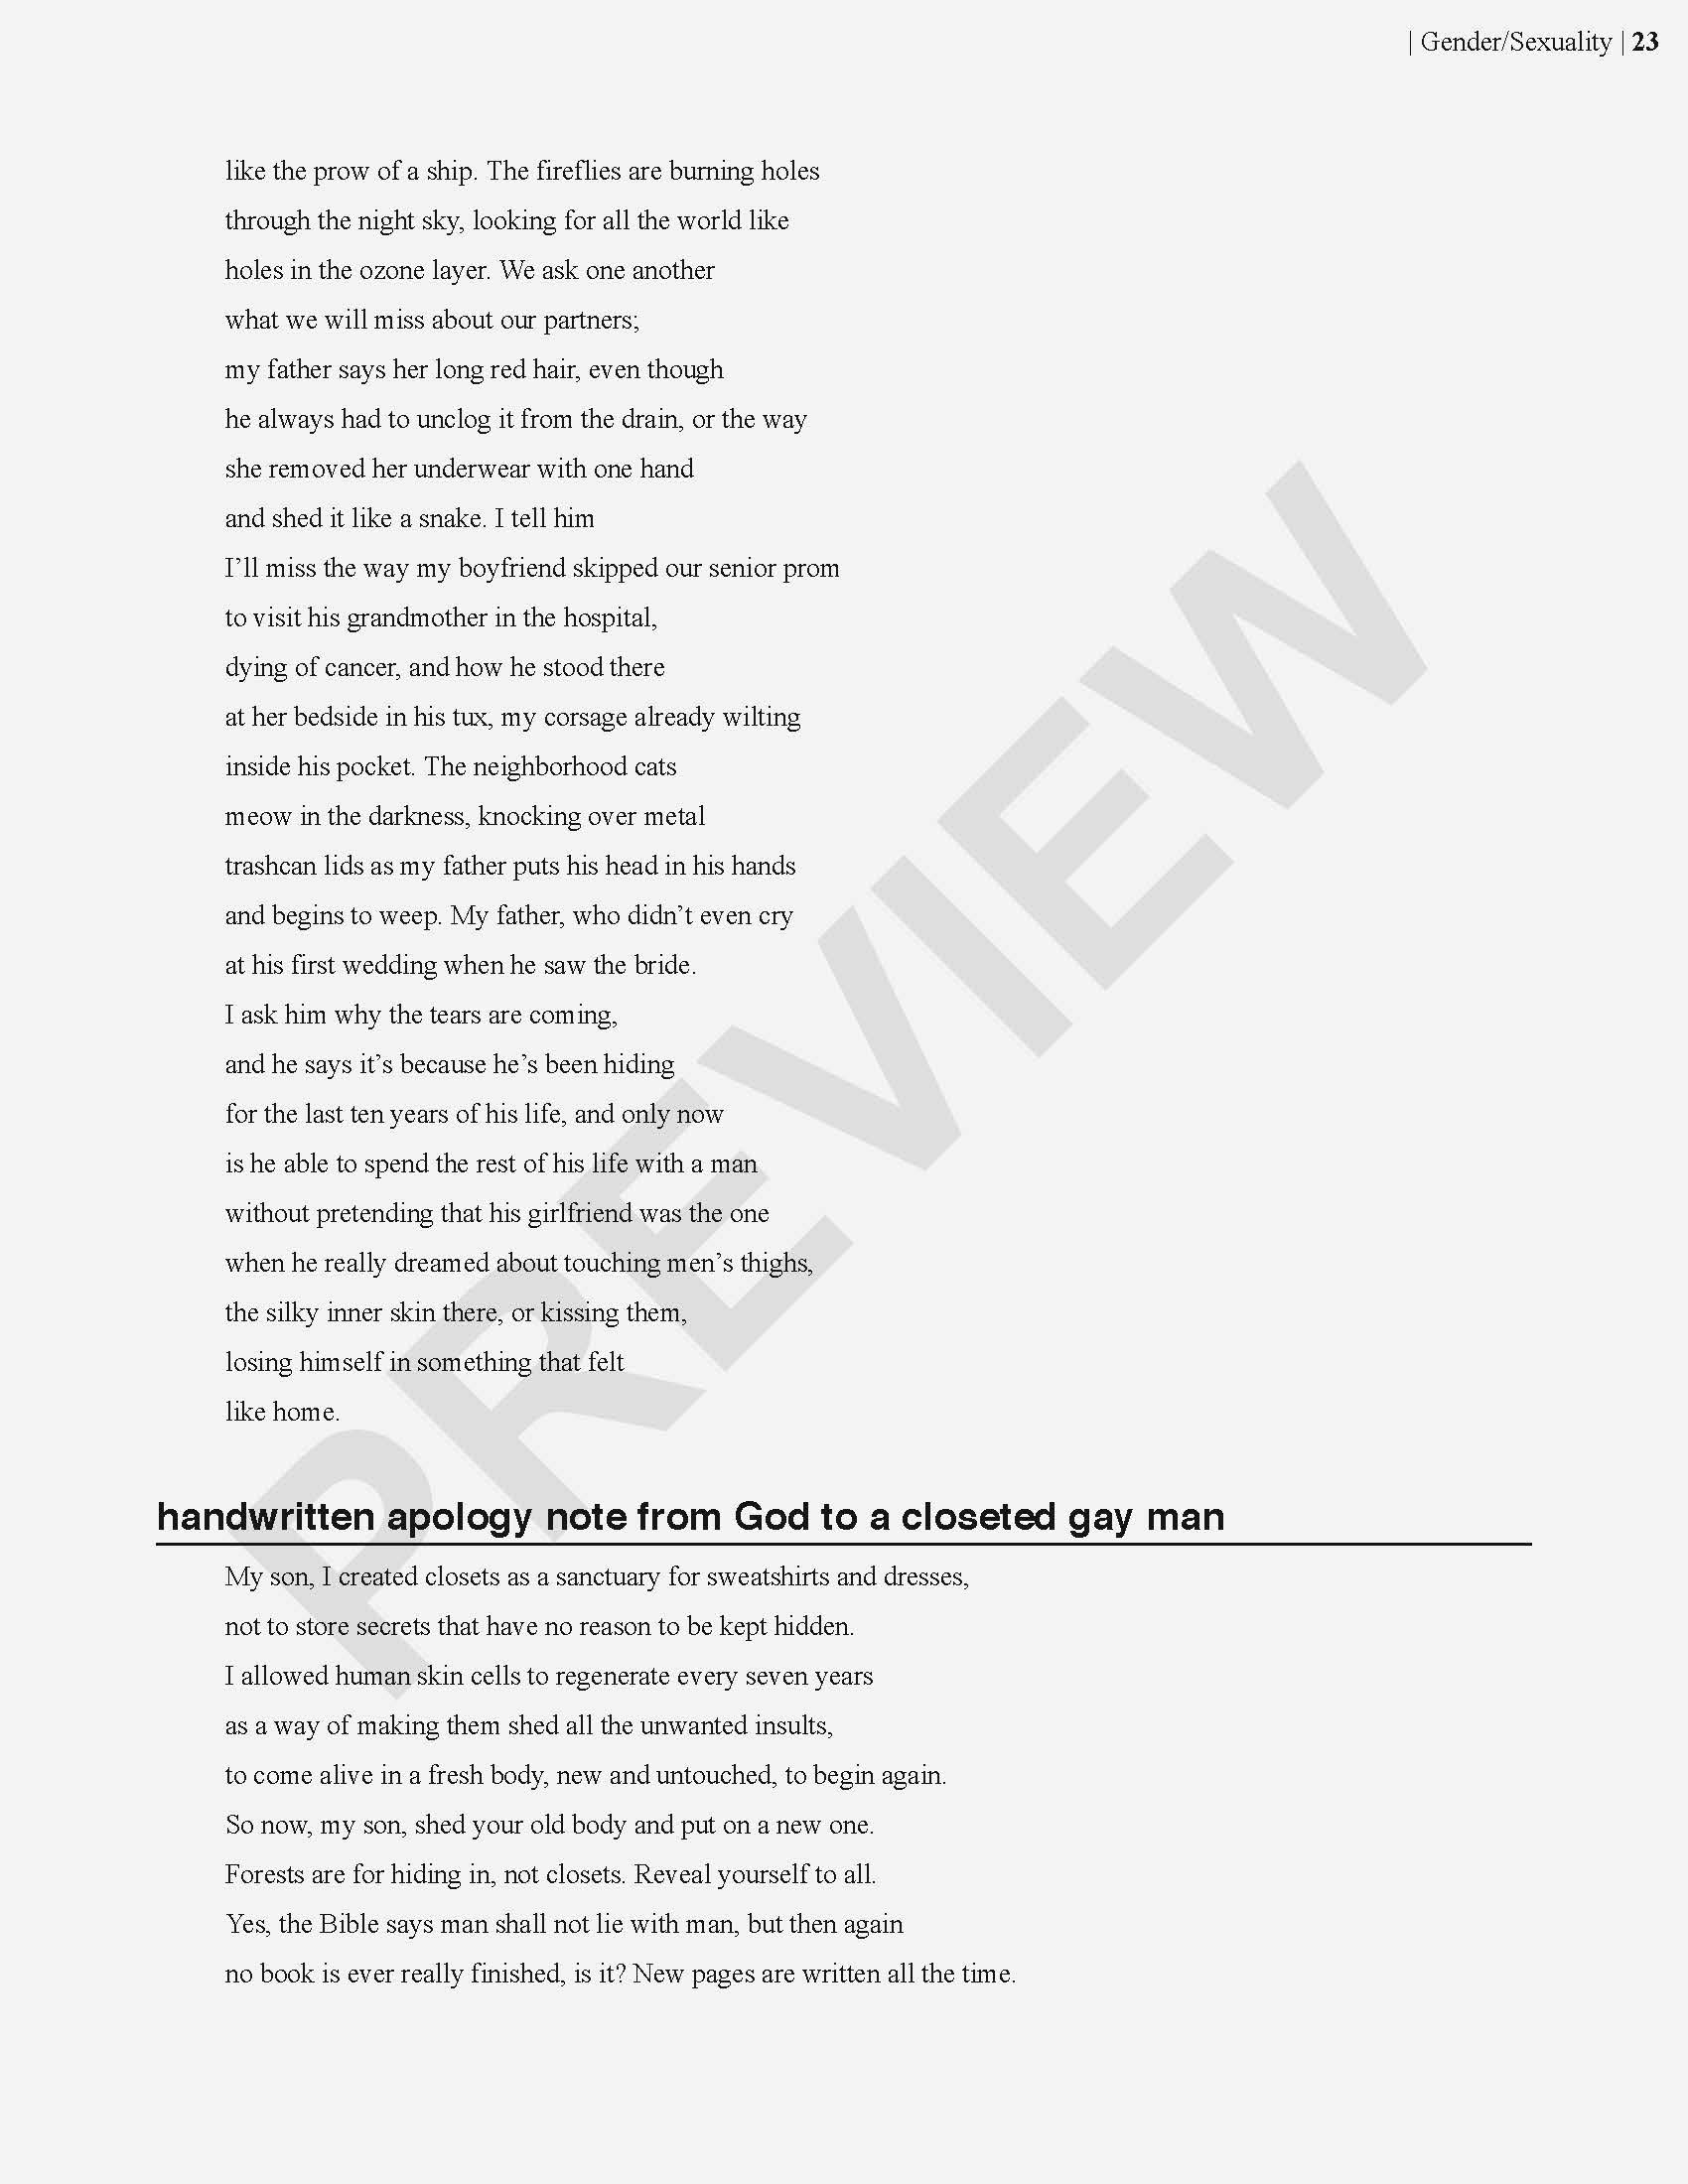 | Gender/Sexuality | 23
like the prow of a ship. The fireflies are burning holes
through the night sky, looking for all the world like
holes in the ozone layer. We ask one another
what we will miss about our partners;
my father says her long red hair, even though
he always had to unclog it from the drain, or the way
she removed her underwear with one hand
and shed it like a snake. I tell him
I’ll miss the way my boyfriend skipped our senior prom
to visit his grandmother in the hospital,
dying of cancer, and how he stood there
at her bedside in his tux, my corsage already wilting
inside his pocket. The neighborhood cats
meow in the darkness, knocking over metal
trashcan lids as my father puts his head in his hands
and begins to weep. My father, who didn’t even cry
at his first wedding when he saw the bride.
I ask him why the tears are coming,
and he says it’s because he’s been hiding
for the last ten years of his life, and only now
is he able to spend the rest of his life with a man
without pretending that his girlfriend was the one
when he really dreamed about touching men’s thighs,
the silky inner skin there, or kissing them,
losing himself in something that felt
like home.
handwritten apology note from God to a closeted gay man
My son, I created closets as a sanctuary for sweatshirts and dresses,
not to store secrets that have no reason to be kept hidden.
I allowed human skin cells to regenerate every seven years
as a way of making them shed all the unwanted insults,
to come alive in a fresh body, new and untouched, to begin again.
So now, my son, shed your old body and put on a new one.
Forests are for hiding in, not closets. Reveal yourself to all.
Yes, the Bible says man shall not lie with man, but then again
no book is ever really finished, is it? New pages are written all the time.
PREVIEW